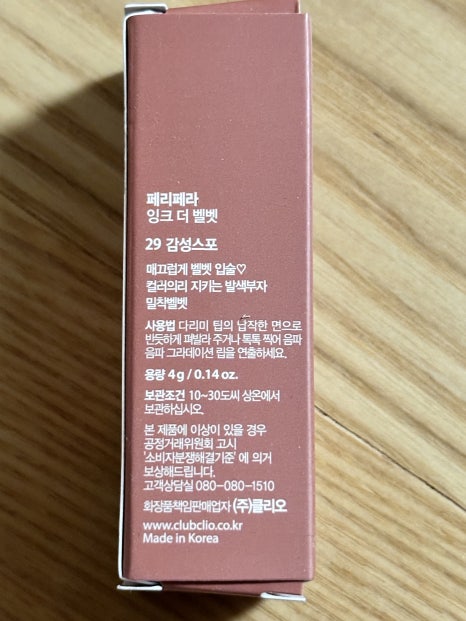 페리페라
잉크 더 벨벳
29 감성스포
매끄럽게 벨벳 입술♡
컬러의리 지키는 발색부자
밀착벨벳
사용법 다리미 팁의 납작한 면으로
반듯하게 펴발라 주거나 톡톡 찍어 음파
음파 그라데이션 립을 연출하세요.
용량 4g / 0.14 oz.
보관조건 10~30도씨 상온에서
보관하십시오.
본 제품에 이상이 있을 경우
공정거래위원회 고시
'소비자분쟁해결기준' 에 의거
보상해드립니다.
고객상담실 080-080-1510
화장품책임판매업자 (주)클리오
www.clubclio.co.kr
Made in Korea